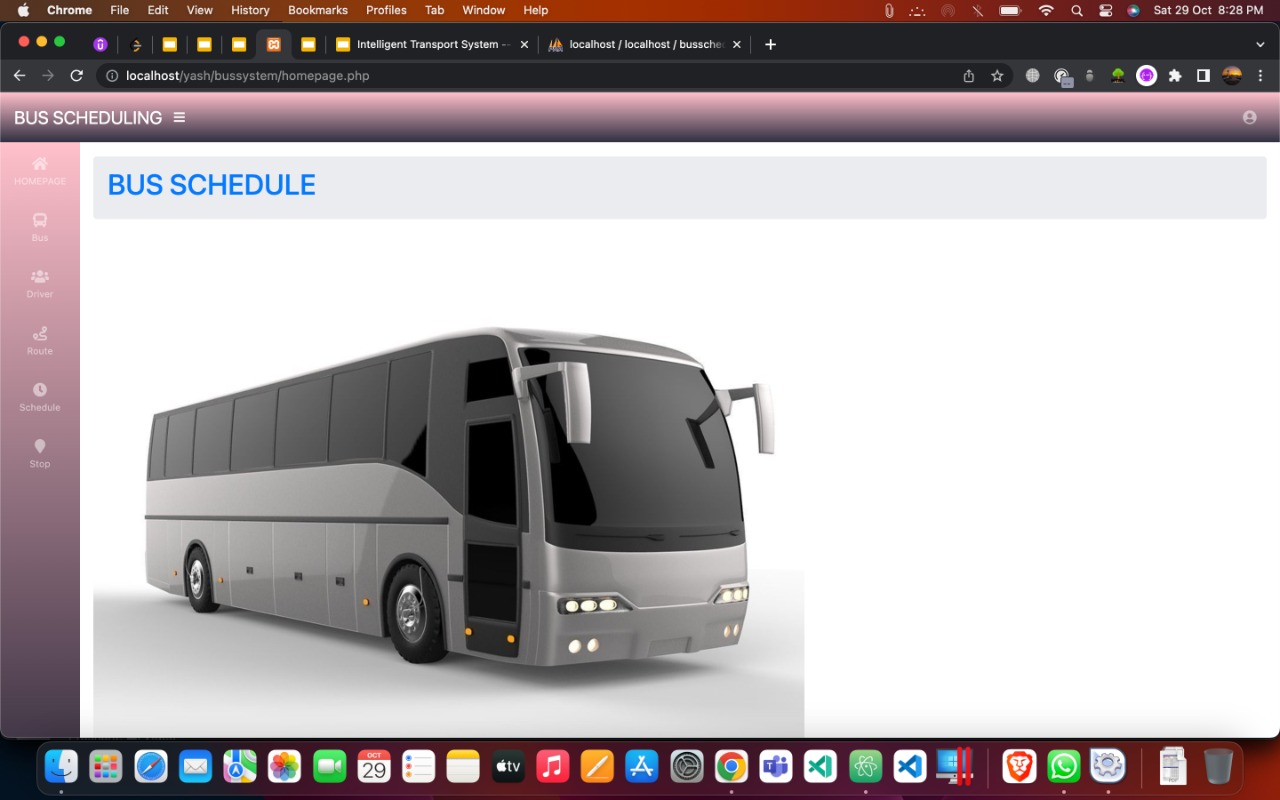 Chrome File Edit View History Bookmarks Profiles Tab Window Help Sat 29 Oct 8:28 PM
Intelligent Transport System - localhost / localhost / bussche
localhost/yash/bussystem/homepage.php
BUS SCHEDULING
HOMEPAGE
BUS SCHEDULE
Bus
Driver
Route
Schedule
Stop
OCT
29
tv